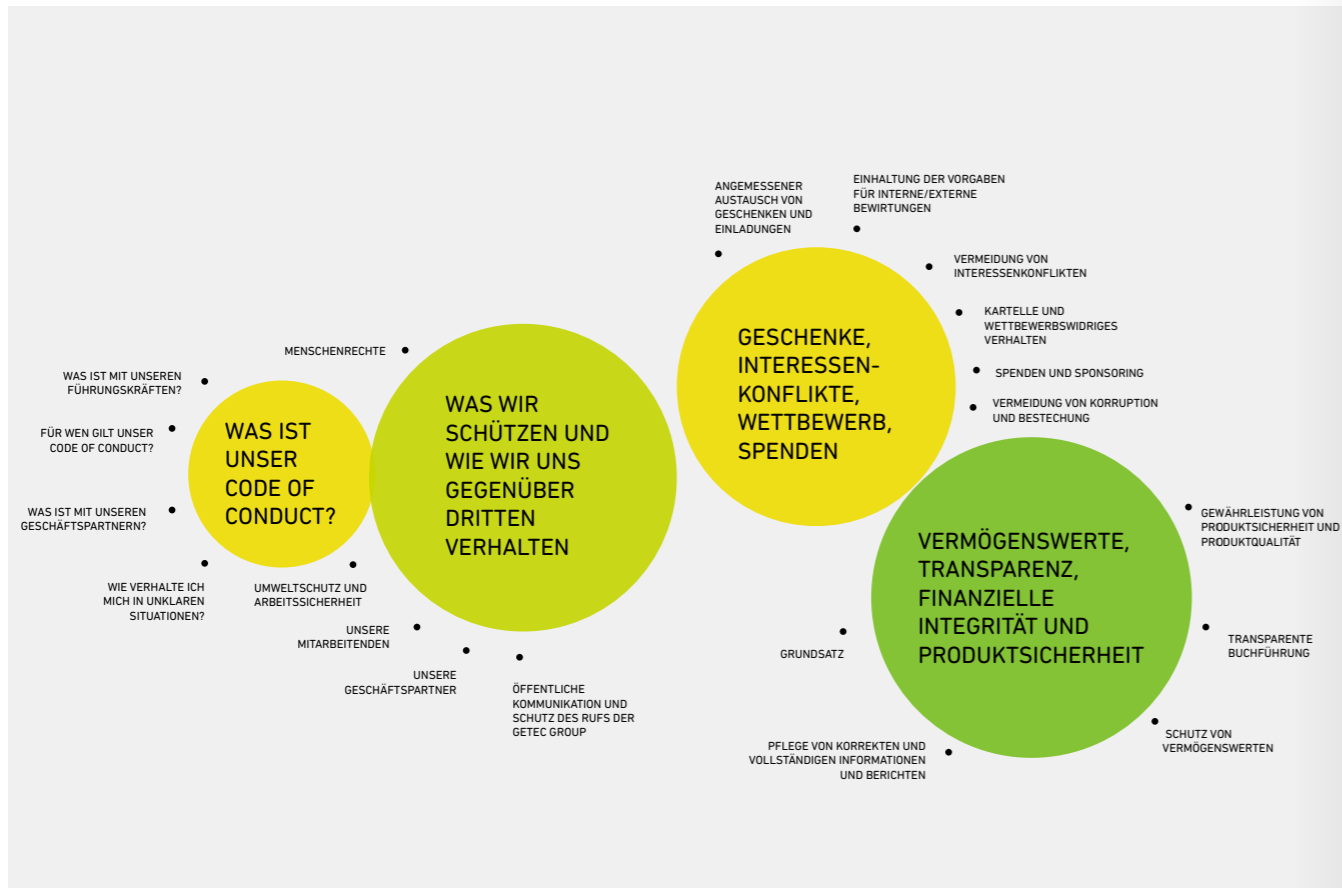 WAS IST MIT UNSEREN
FÜHRUNGSKRÄFTEN?
FÜR WEN GILT UNSER
CODE OF CONDUCT?
WAS IST MIT UNSEREN
GESCHÄFTSPARTNERN?
WIE VERHALTE ICH
MICH IN UNKLAREN
SITUATIONEN?
WAS IST
UNSER
CODE OF
CONDUCT?
MENSCHENRECHTE
UMWELTSCHUTZ UND
ARBEITSSICHERHEIT
UNSERE
MITARBEITENDEN
UNSERE
GESCHÄFTSPARTNER
ÖFFENTLICHE
KOMMUNIKATION UND
SCHUTZ DES RUFS DER
GETEC GROUP
WAS WIR
SCHÜTZEN UND
WIE WIR UNS
GEGENÜBER
DRITTEN
VERHALTEN
ANGEMESSENER
AUSTAUSCH VON
GESCHENKEN UND
EINLADUNGEN
EINHALTUNG DER VORGABEN
FÜR INTERNE/EXTERNE
BEWIRTUNGEN
VERMEIDUNG VON
INTERESSENKONFLIKTEN
KARTELLE UND
WETTBEWERBSWIDRIGES
VERHALTEN
SPENDEN UND SPONSORING
VERMEIDUNG VON KORRUPTION
UND BESTECHUNG
GESCHENKE,
INTERESSEN-
KONFLIKTE,
WETTBEWERB,
SPENDEN
VERMÖGENSWERTE,
TRANSPARENZ,
FINANZIELLE
INTEGRITÄT UND
PRODUKTSICHERHEIT
GEWÄHRLEISTUNG VON
PRODUKTSICHERHEIT UND
PRODUKTQUALITÄT
TRANSPARENTE
BUCHFÜHRUNG
SCHUTZ VON
VERMÖGENSWERTEN
GRUNDSATZ
PFLEGE VON KORREKTEN UND
VOLLSTÄNDIGEN INFORMATIONEN
UND BERICHTEN